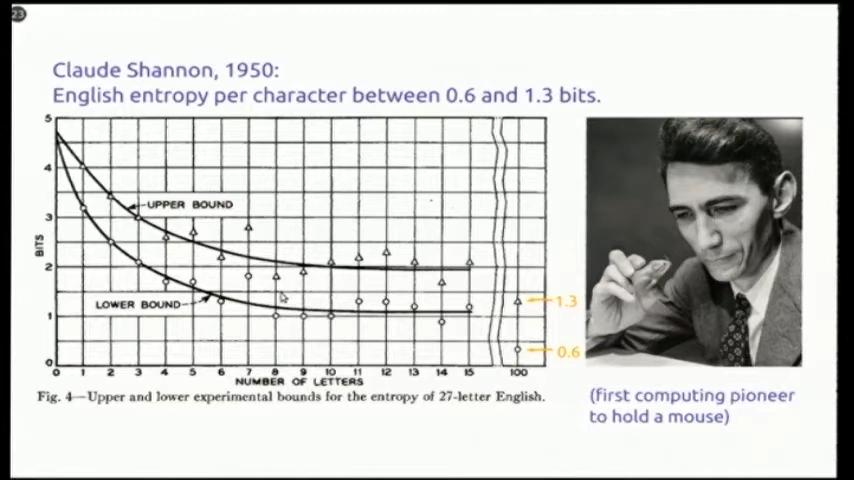 23
Claude Shannon, 1950:
English entropy per character between 0.6 and 1.3 bits.
5
4
3
2
1
0
BITS
UPPER BOUND
LOWER BOUND
1.3
0.6
0 1 2 3 4 5 6 7 8 9 10 11 12 13 14 15 100
NUMBER OF LETTERS
Fig. 4—Upper and lower experimental bounds for the entropy of 27-letter English.
(first computing pioneer
to hold a mouse)